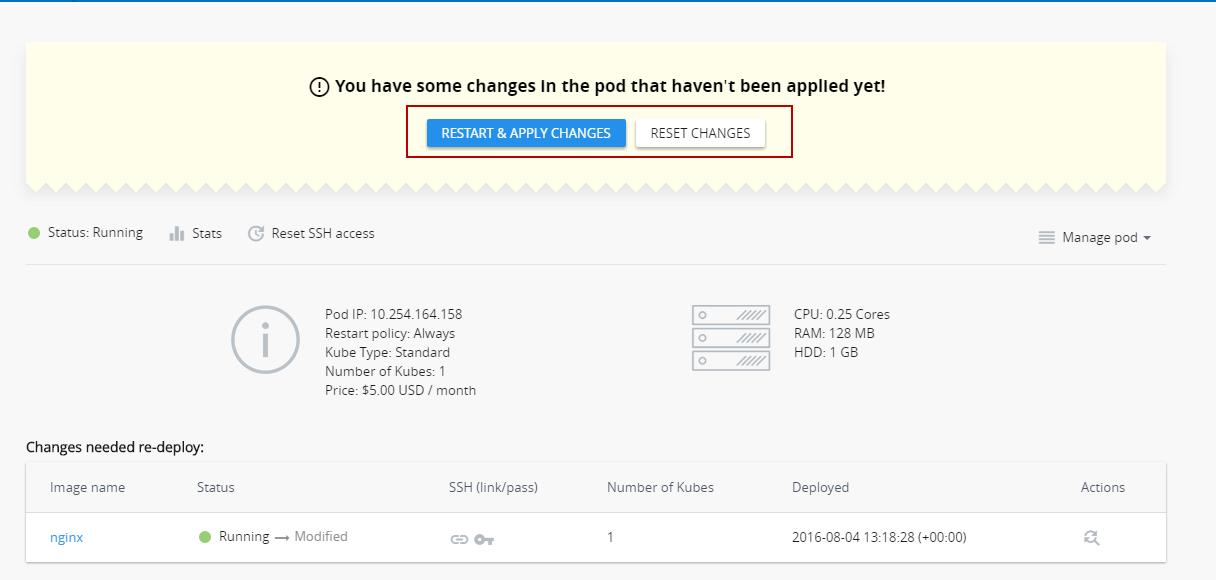 You have some changes in the pod that haven't been applied yet!
RESTART & APPLY CHANGES RESET CHANGES
Status: Running Stats Reset SSH access Manage pod
Pod IP: 10.254.164.158
Restart policy: Always
Kube Type: Standard
Number of Kubes: 1
Price: $5.00 USD / month
CPU: 0.25 Cores
RAM: 128 MB
HDD: 1 GB
Changes needed re-deploy:
Image name Status SSH (link/pass) Number of Kubes Deployed Actions
nginx Running → Modified 1 2016-08-04 13:18:28 (+00:00)